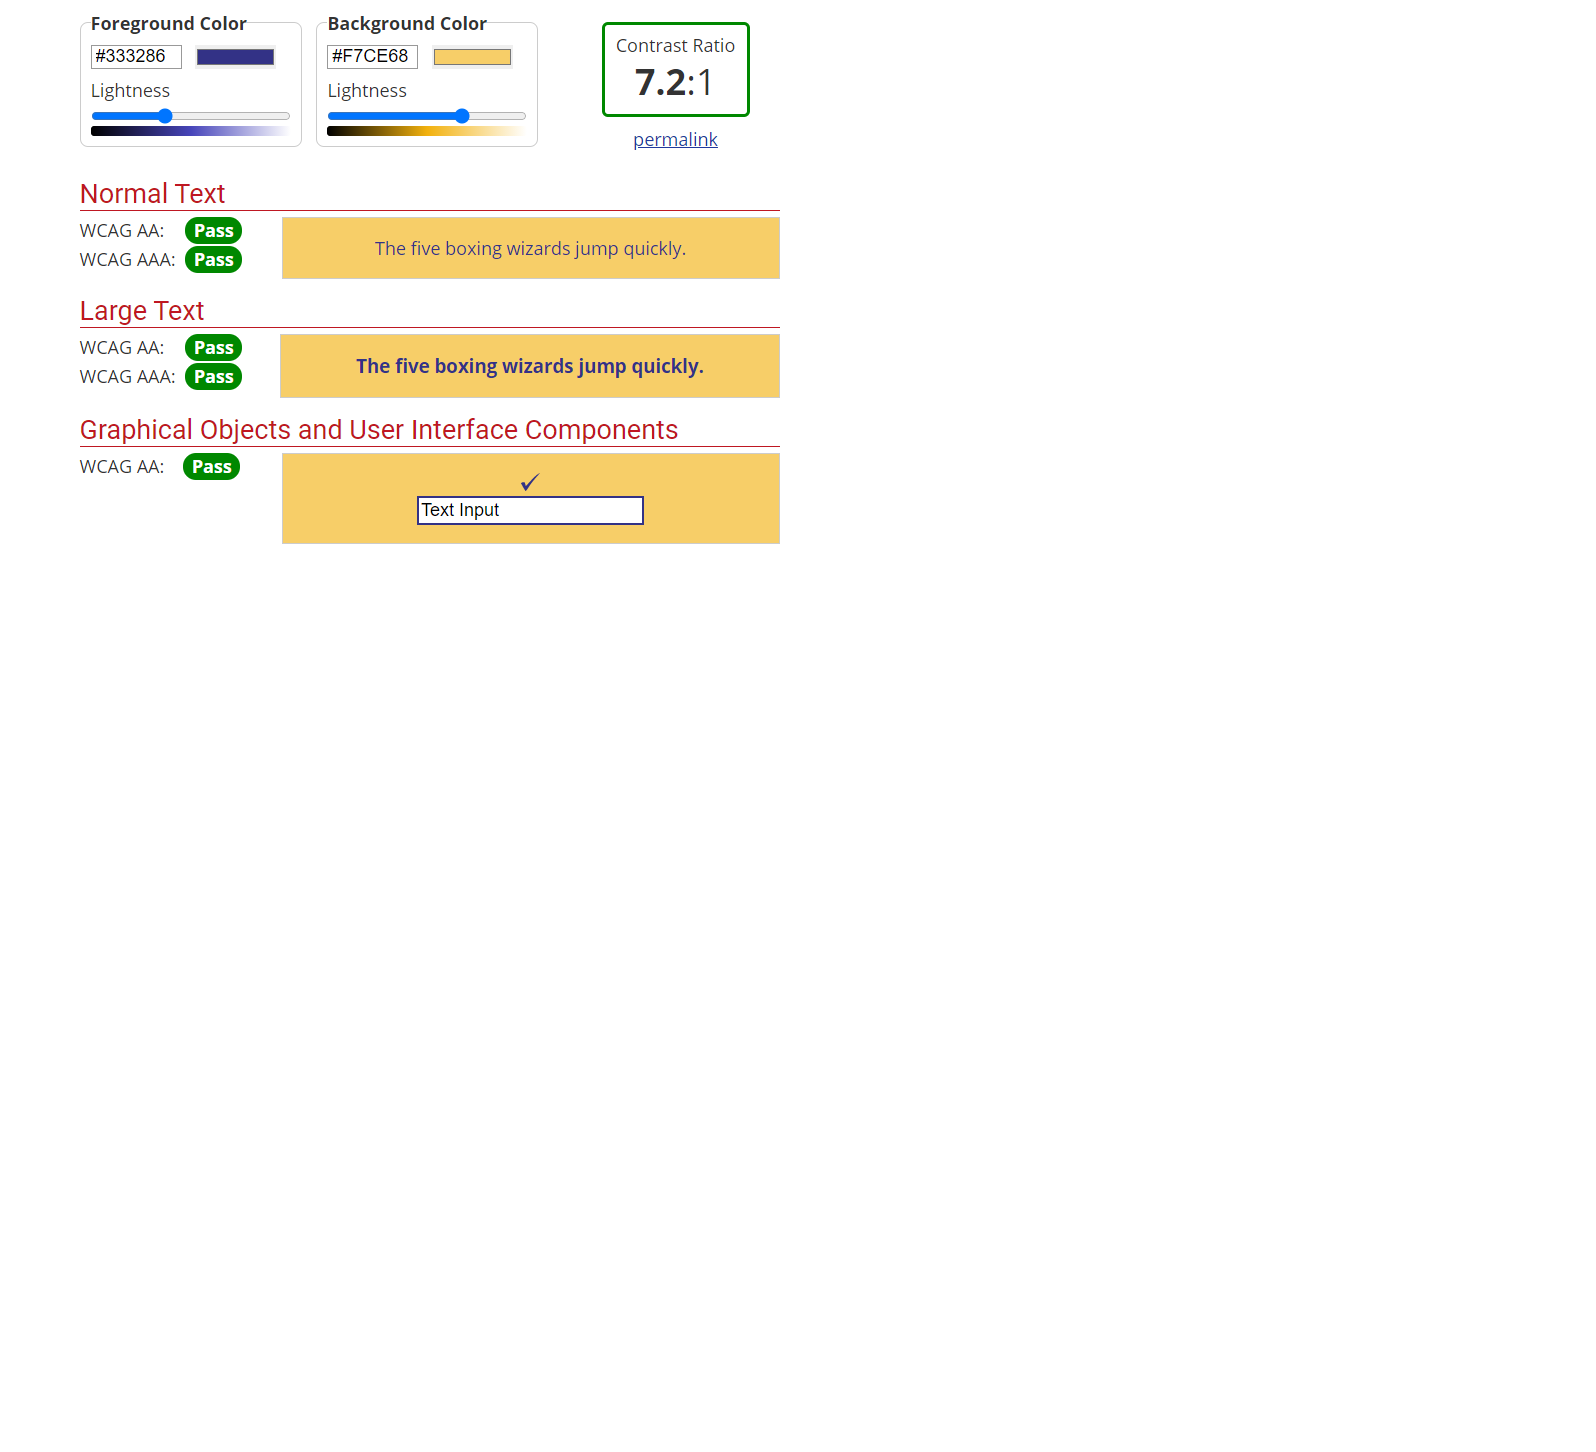 Foreground Color
#333286
Lightness
Background Color
#F7CE68
Lightness
Contrast Ratio
7.2:1
permalink
Normal Text
WCAG AA: Pass
WCAG AAA: Pass
The five boxing wizards jump quickly.
Large Text
WCAG AA: Pass
WCAG AAA: Pass
The five boxing wizards jump quickly.
Graphical Objects and User Interface Components
WCAG AA: Pass
✓
Text Input